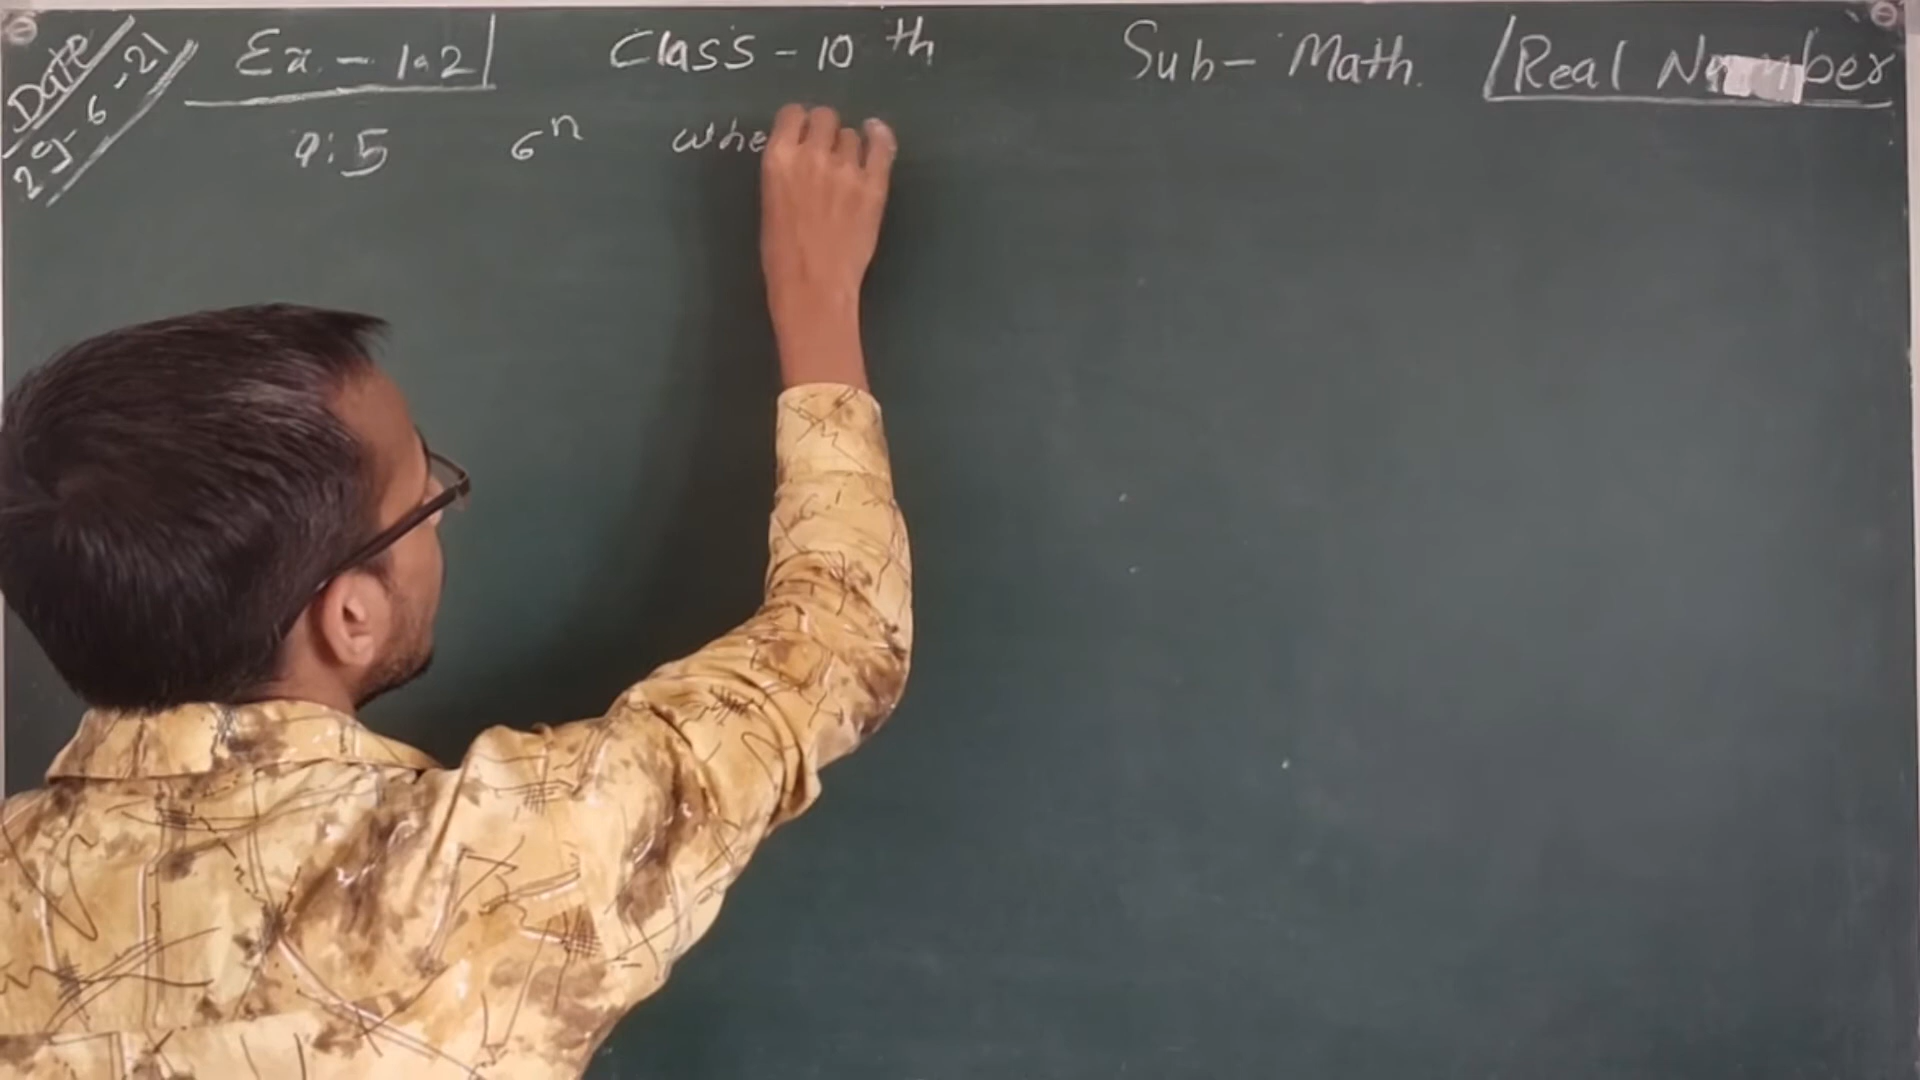 Date
29-6-21
Ex. - 1.2 Class - 10th Sub- Math. Real Number
Q:5 6ⁿ whe